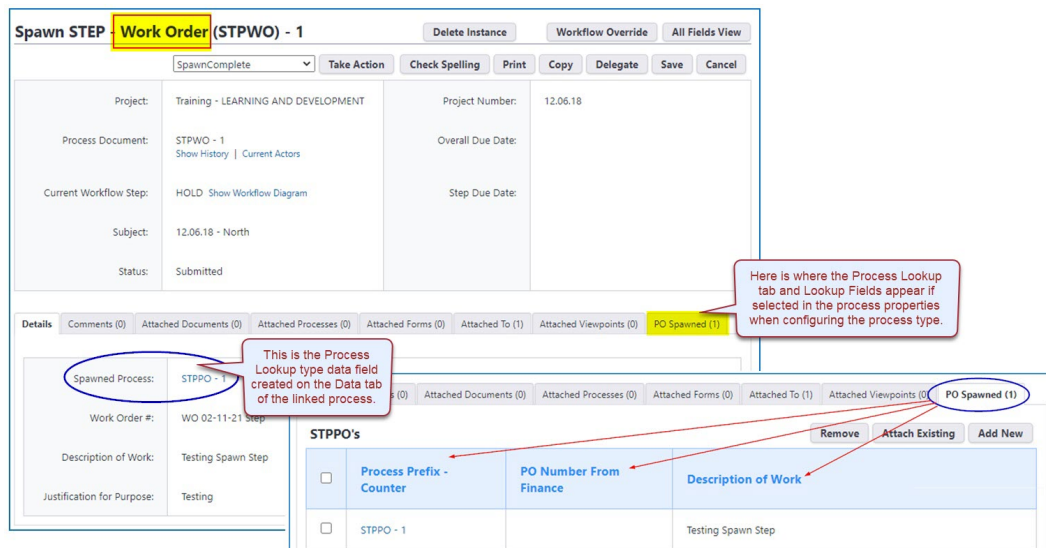 Spawn STEP - Work Order (STPWO) - 1
Delete Instance
Workflow Override
All Fields View
SpawnComplete
Take Action
Check Spelling
Print
Copy
Delegate
Save
Cancel
Project:
Training - LEARNING AND DEVELOPMENT
Project Number:
12.06.18
Process Document:
STPWO - 1
Show History | Current Actors
Overall Due Date:
Current Workflow Step:
HOLD Show Workflow Diagram
Step Due Date:
Subject:
12.06.18 - North
Status:
Submitted
Here is where the Process Lookup
tab and Lookup Fields appear if
selected in the process properties
when configuring the process type.
Details
Comments (0)
Attached Documents (0)
Attached Processes (0)
Attached Forms (0)
Attached To (1)
Attached Viewpoints (0)
PO Spawned (1)
This is the Process
Lookup type data field
created on the Data tab
of the linked process.
Spawned Process:
STPPO - 1
Work Order #:
WO 02-11-21 Step
Description of Work:
Testing Spawn Step
Justification for Purpose:
Testing
(0)
Attached Documents (0)
Attached Processes (0)
Attached Forms (0)
Attached To (1)
Attached Viewpoints (0)
PO Spawned (1)
STPPO's
Remove
Attach Existing
Add New
Process Prefix -
Counter
PO Number From
Finance
Description of Work
STPPO - 1
Testing Spawn Step